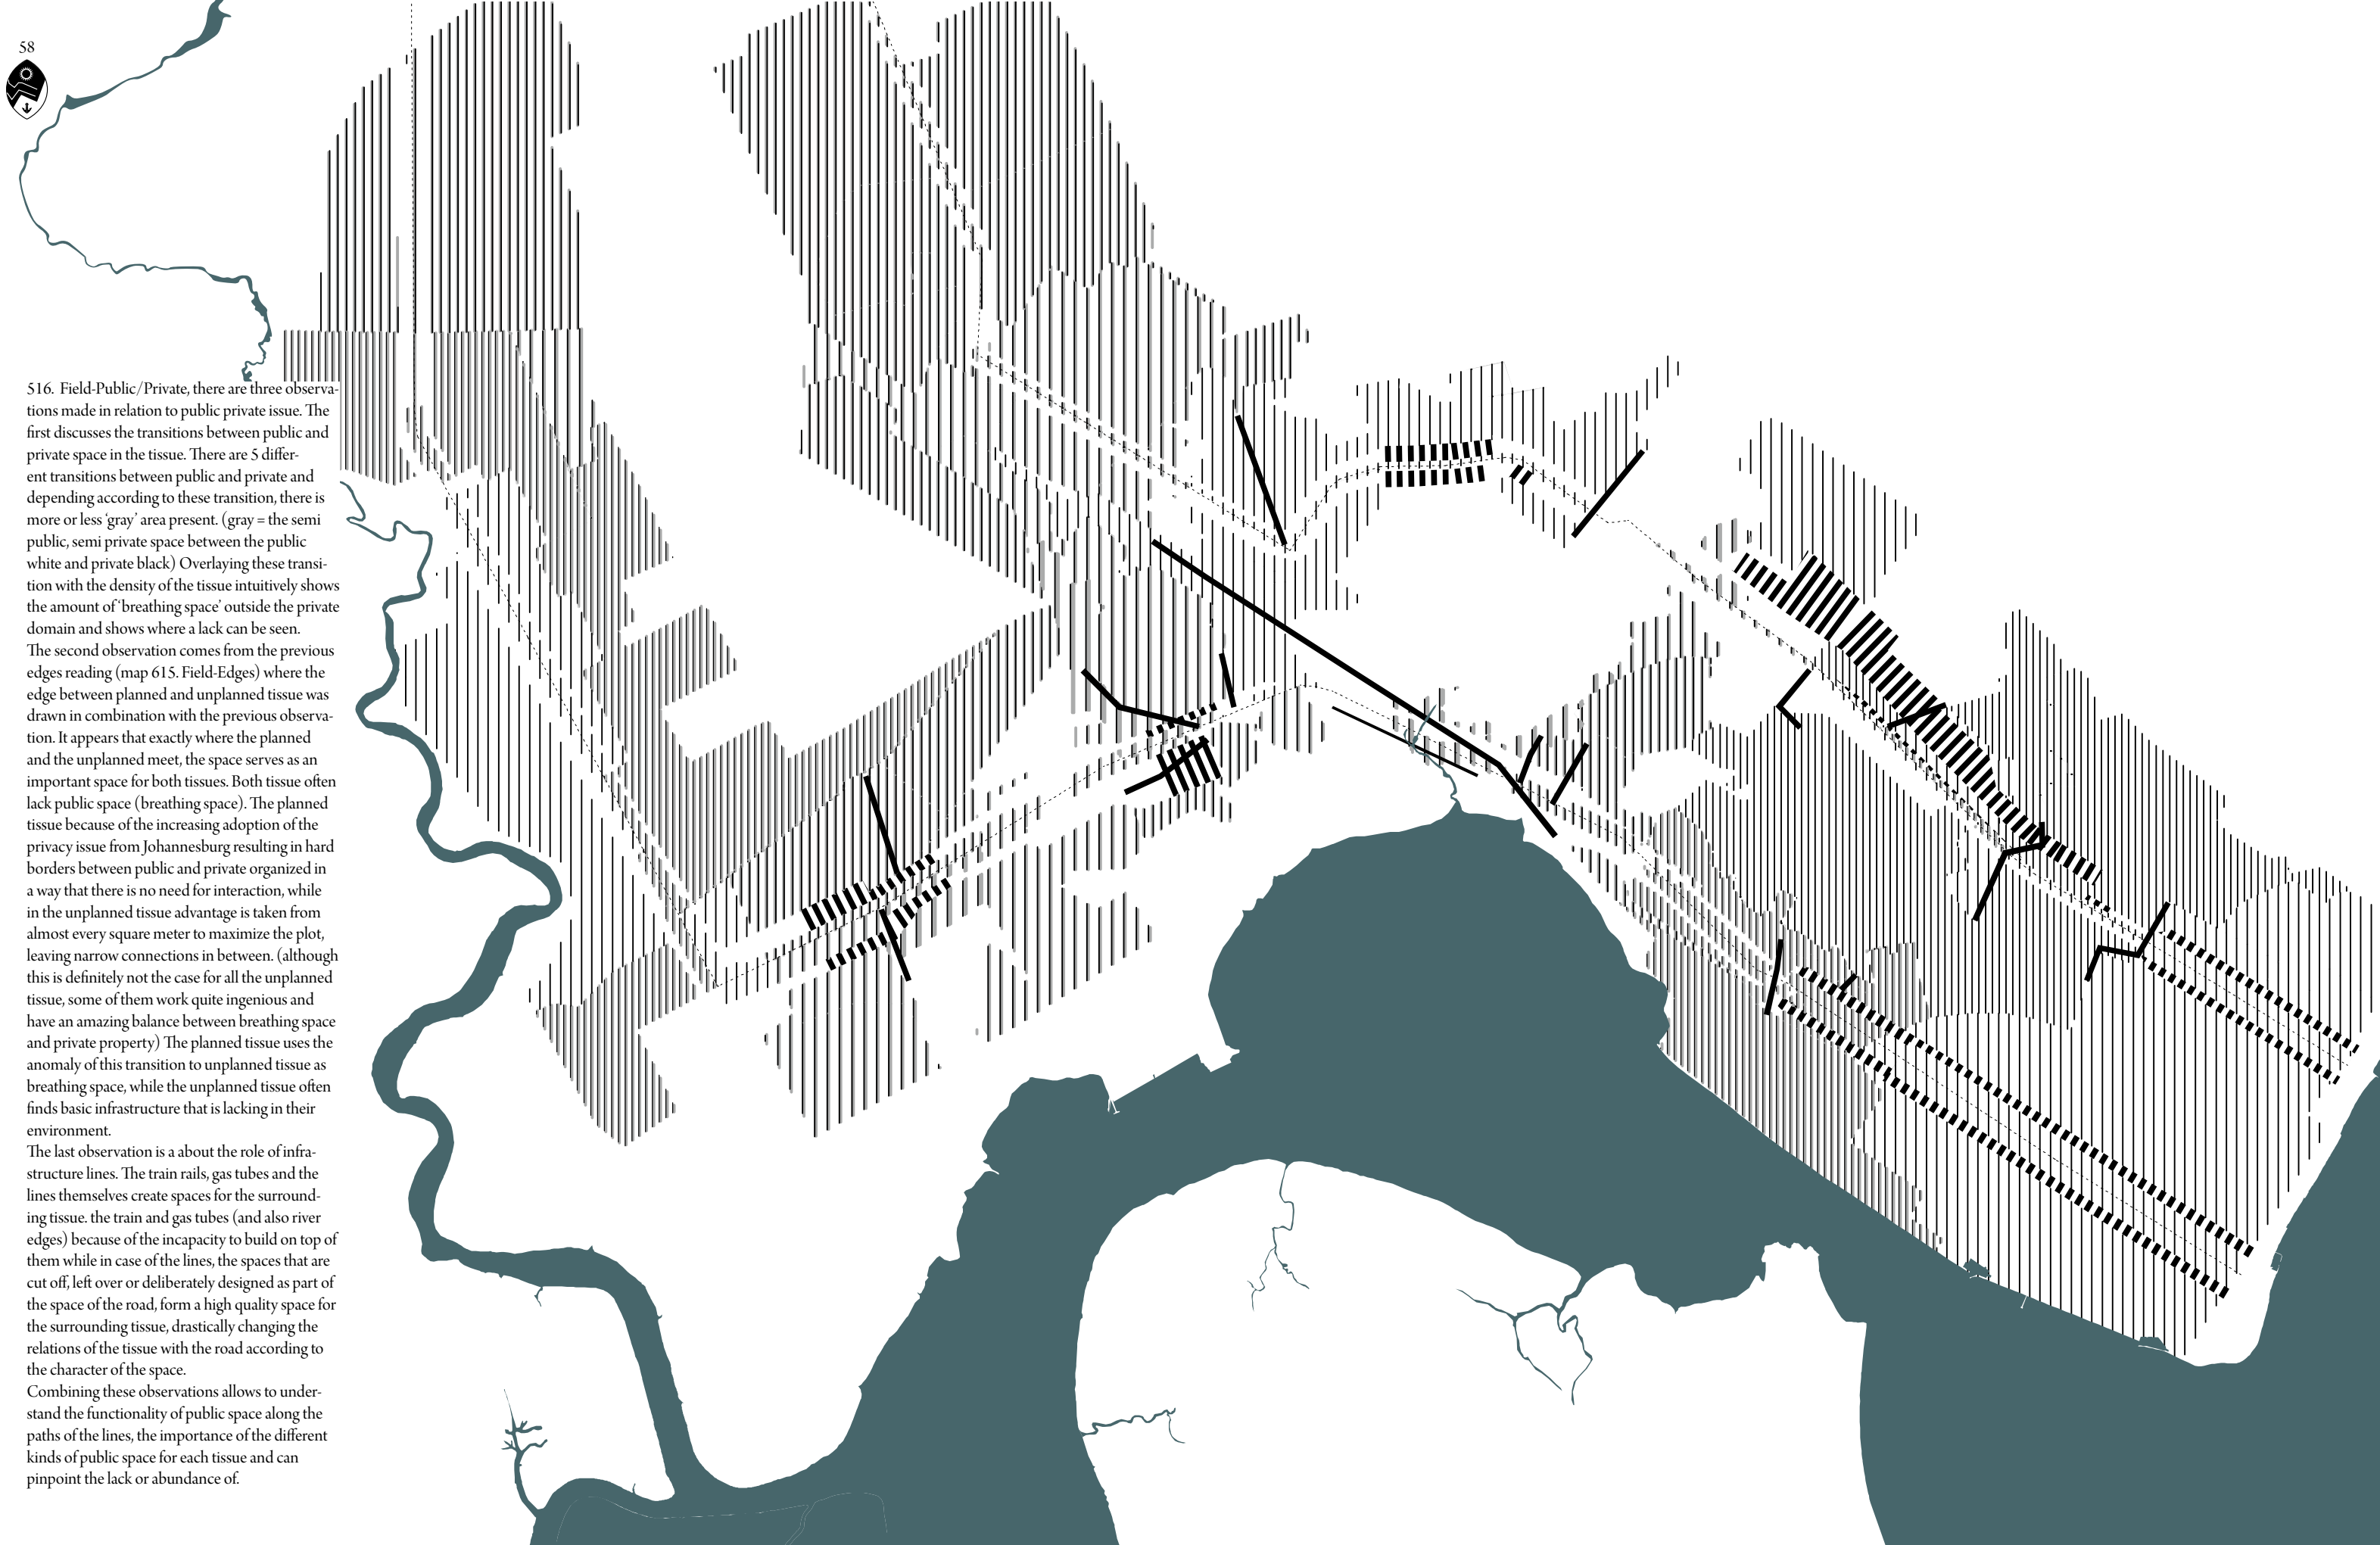 58
516. Field-Public/Private, there are three observa-
tions made in relation to public private issue. The
first discusses the transitions between public and
private space in the tissue. There are 5 differ-
ent transitions between public and private and
depending according to these transition, there is
more or less ‘gray’ area present. (gray = the semi
public, semi private space between the public
white and private black) Overlaying these transi-
tion with the density of the tissue intuitively shows
the amount of ‘breathing space’ outside the private
domain and shows where a lack can be seen.
The second observation comes from the previous
edges reading (map 615. Field-Edges) where the
edge between planned and unplanned tissue was
drawn in combination with the previous observa-
tion. It appears that exactly where the planned
and the unplanned meet, the space serves as an
important space for both tissues. Both tissue often
lack public space (breathing space). The planned
tissue because of the increasing adoption of the
privacy issue from Johannesburg resulting in hard
borders between public and private organized in
a way that there is no need for interaction, while
in the unplanned tissue advantage is taken from
almost every square meter to maximize the plot,
leaving narrow connections in between. (although
this is definitely not the case for all the unplanned
tissue, some of them work quite ingenious and
have an amazing balance between breathing space
and private property) The planned tissue uses the
anomaly of this transition to unplanned tissue as
breathing space, while the unplanned tissue often
finds basic infrastructure that is lacking in their
environment.
The last observation is a about the role of infra-
structure lines. The train rails, gas tubes and the
lines themselves create spaces for the surround-
ing tissue. the train and gas tubes (and also river
edges) because of the incapacity to build on top of
them while in case of the lines, the spaces that are
cut off, left over or deliberately designed as part of
the space of the road, form a high quality space for
the surrounding tissue, drastically changing the
relations of the tissue with the road according to
the character of the space.
Combining these observations allows to under-
stand the functionality of public space along the
paths of the lines, the importance of the different
kinds of public space for each tissue and can
pinpoint the lack or abundance of.